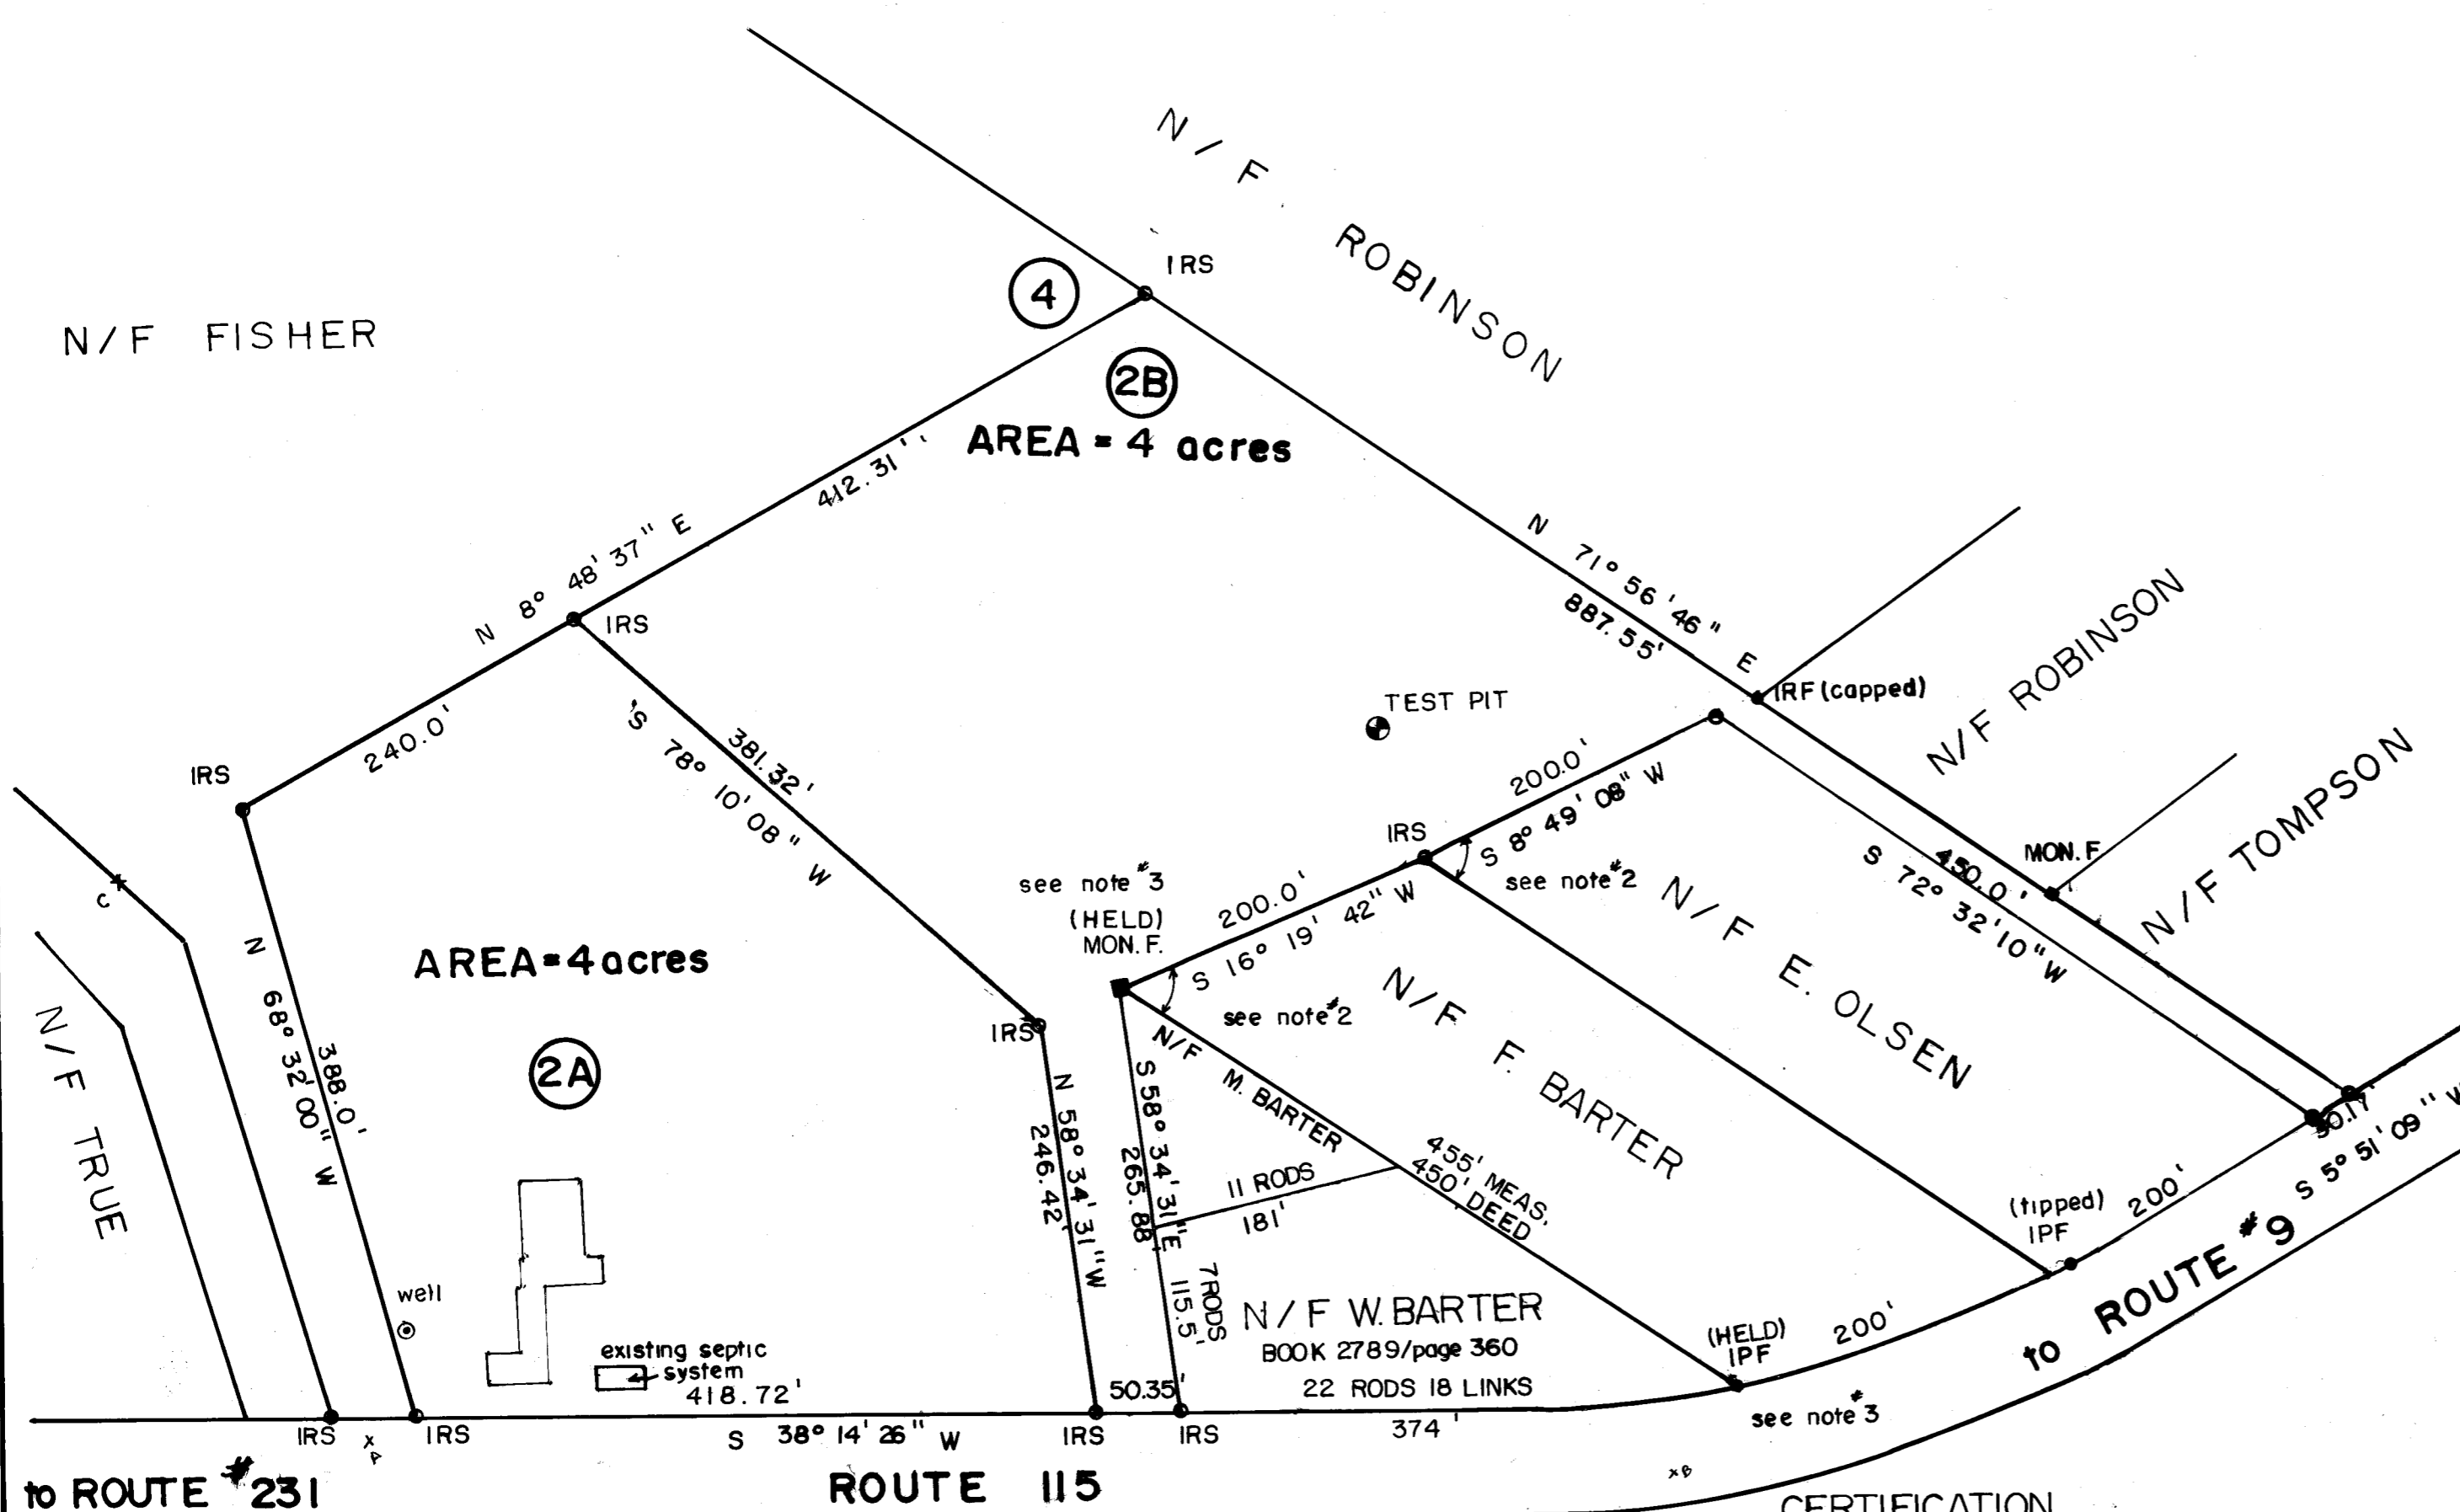 N/F ROBINSON
IRS
4
N/F FISHER
2B
AREA = 4 acres
412.31'
N 8° 48' 37" E
IRS
240.0'
IRS
N 71° 56' 46" E
887.55'
IRF (capped)
N/F ROBINSON
TEST PIT
S 78° 10' 08" W
381.32'
200.0'
S 8° 49' 08" W
IRS
see note #2
MON. F.
N/F TOMPSON
450.0'
S 72° 32' 10" W
see note #3
(HELD)
MON. F.
200.0'
S 16° 19' 42" W
see note #2
N/F E. OLSEN
N/F F. BARTER
C
N/F TRUE
N 68° 32' 00" W
388.0'
AREA = 4 acres
2A
IRS
N 58° 34' 31" W
246.42'
S 58° 34' 31" E
265.88
N/F M. BARTER
455' MEAS.
450' DEED
11 RODS
181'
7 RODS
115.5'
N/F W. BARTER
BOOK 2789/page 360
22 RODS 18 LINKS
50.35'
well
existing septic
system
418.72'
(HELD)
IPF
200'
(tipped)
IPF
200'
50.17'
S 5° 51' 09" W
to ROUTE #9
IRS
A
IRS
S 38° 14' 26" W
IRS
IRS
374'
see note #3
B
to ROUTE #231
ROUTE 115
CERTIFICATION